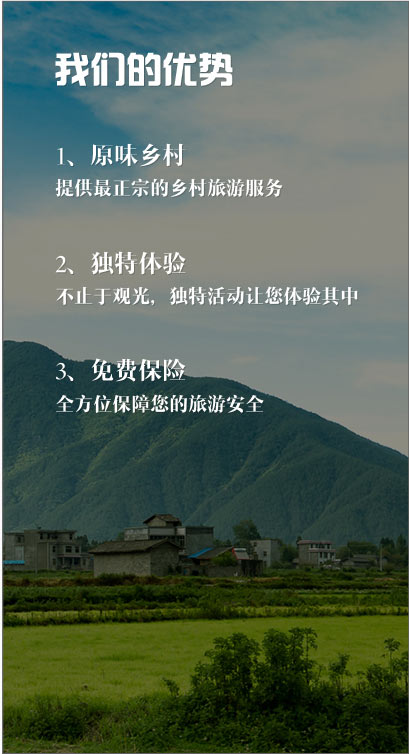 我们的优势
1、原味乡村
提供最正宗的乡村旅游服务
2、独特体验
不止于观光，独特活动让您体验其中
3、免费保险
全方位保障您的旅游安全